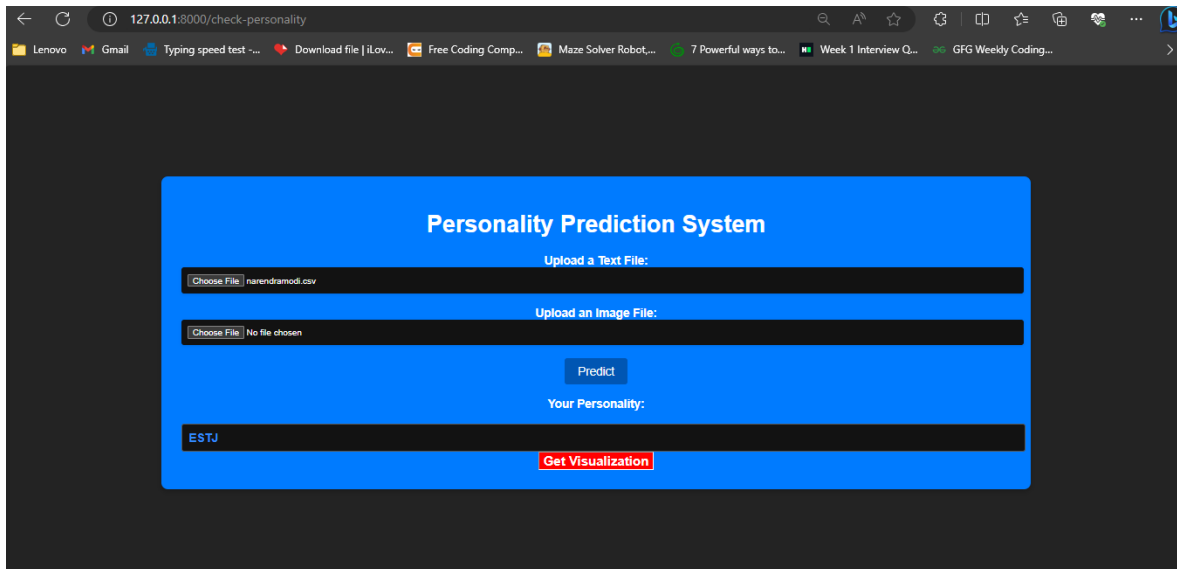 127.0.0.1:8000/check-personality
Lenovo Gmail Typing speed test -... Download file | iLov... Free Coding Comp... Maze Solver Robot,... 7 Powerful ways to... Week 1 Interview Q... GFG Weekly Coding...
Personality Prediction System
Upload a Text File:
Choose File narendramodi.csv
Upload an Image File:
Choose File No file chosen
Predict
Your Personality:
ESTJ
Get Visualization